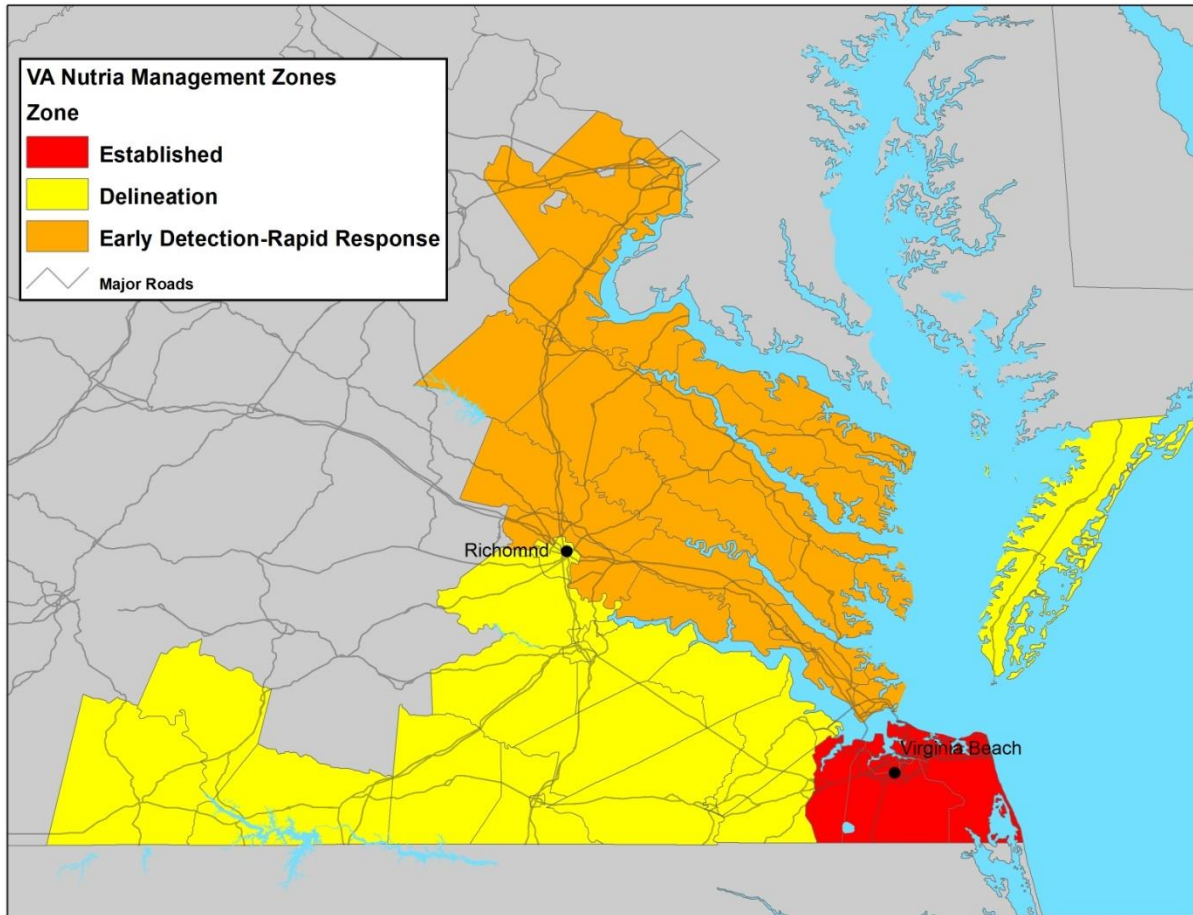 VA Nutria Management Zones
Zone
Established
Delineation
Early Detection-Rapid Response
Major Roads
Richomnd
Virginia Beach